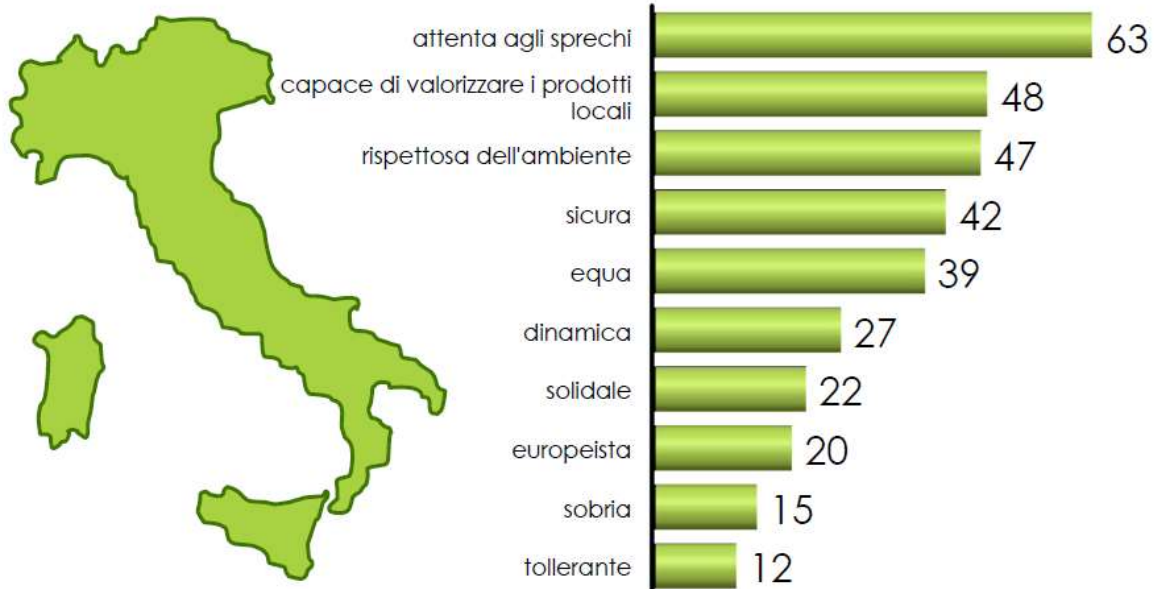 attenta agli sprechi 63
capace di valorizzare i prodotti
locali 48
rispettosa dell'ambiente 47
sicura 42
equa 39
dinamica 27
solidale 22
europeista 20
sobria 15
tollerante 12